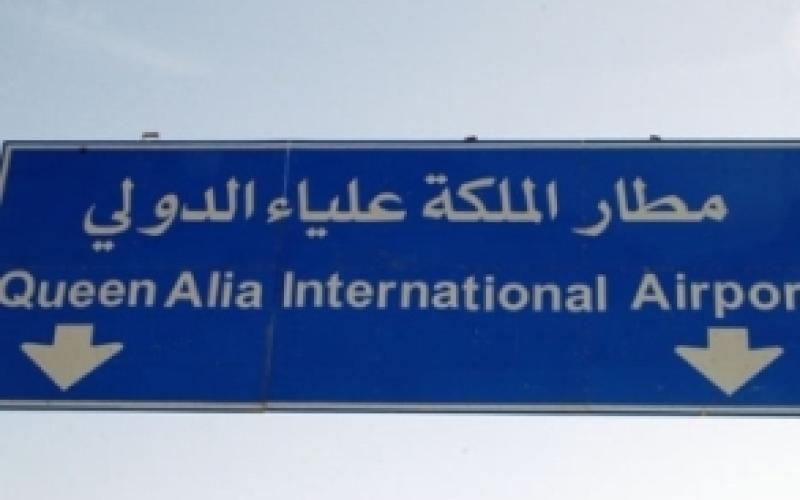 مطار الملكة علياء الدولي
Queen Alia International Airpor